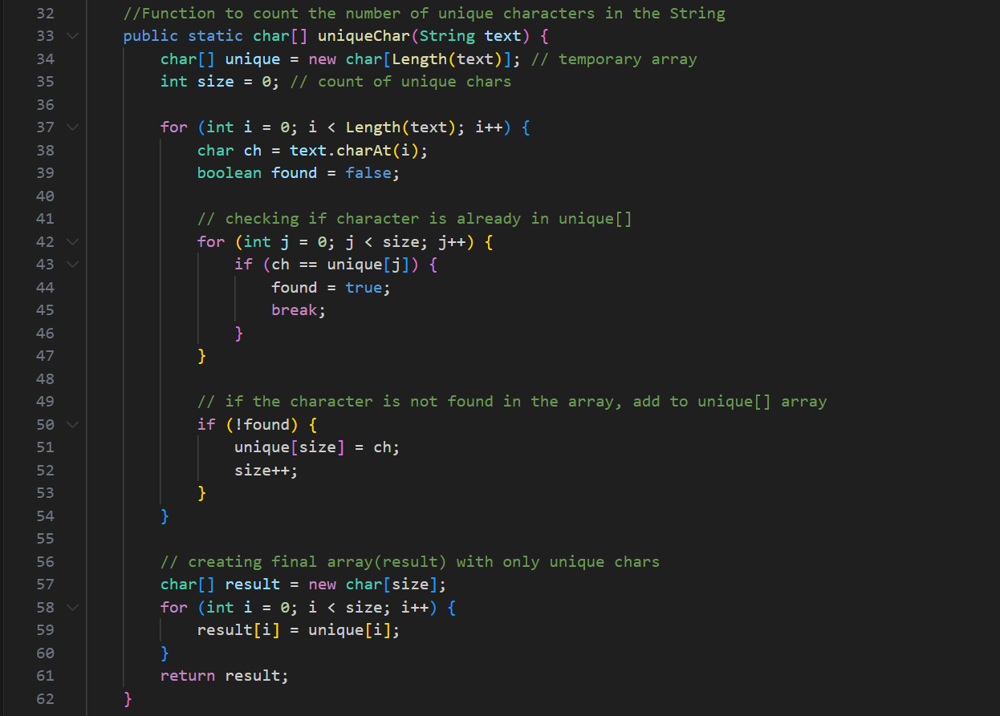 32 //Function to count the number of unique characters in the String
33 public static char[] uniqueChar(String text) {
34 char[] unique = new char[Length(text)]; // temporary array
35 int size = 0; // count of unique chars
36
37 for (int i = 0; i < Length(text); i++) {
38 char ch = text.charAt(i);
39 boolean found = false;
40
41 // checking if character is already in unique[]
42 for (int j = 0; j < size; j++) {
43 if (ch == unique[j]) {
44 found = true;
45 break;
46 }
47 }
48
49 // if the character is not found in the array, add to unique[] array
50 if (!found) {
51 unique[size] = ch;
52 size++;
53 }
54 }
55
56 // creating final array(result) with only unique chars
57 char[] result = new char[size];
58 for (int i = 0; i < size; i++) {
59 result[i] = unique[i];
60 }
61 return result;
62 }